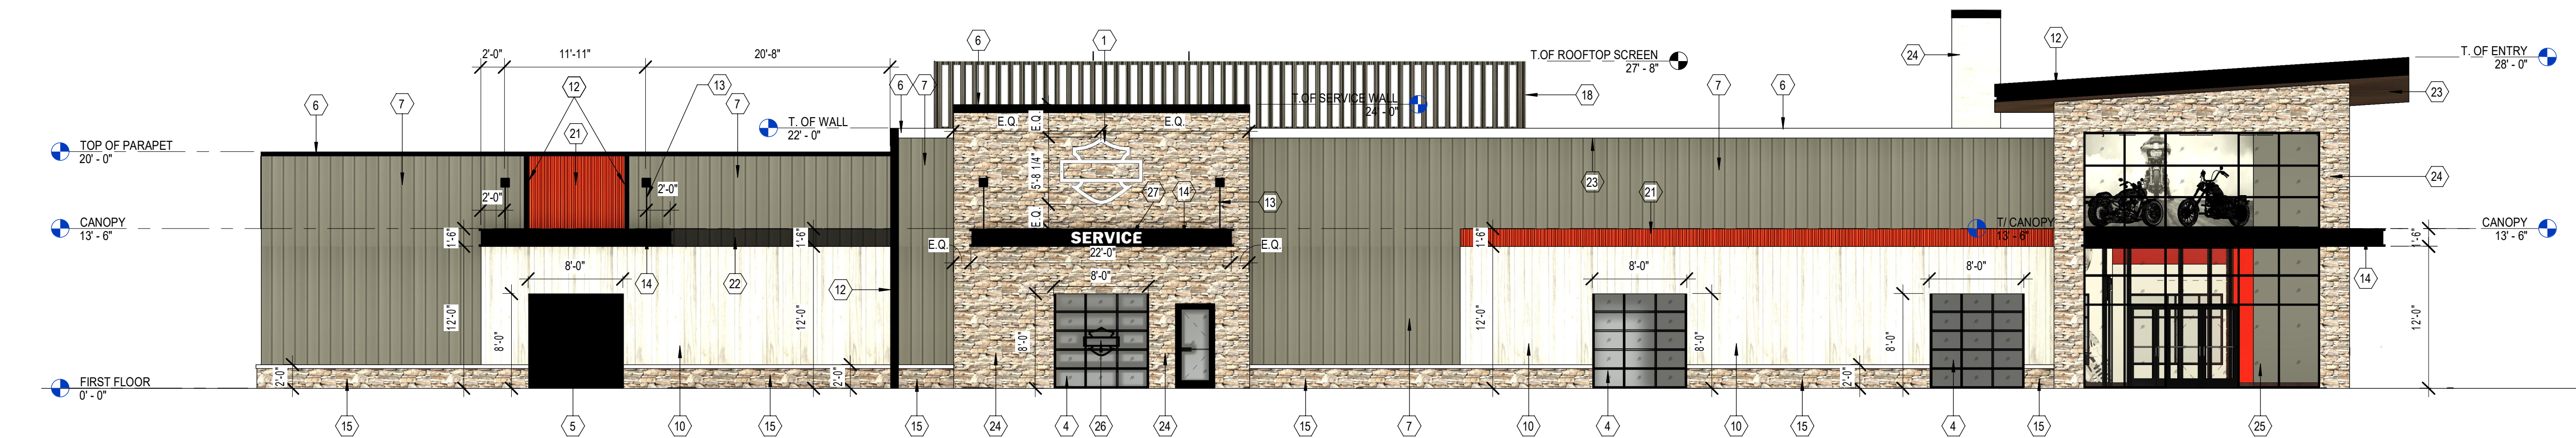 6
1
12
T.OF ROOFTOP SCREEN
27' - 8"
24
T. OF ENTRY
28' - 0"
2'-0"
11'-11"
20'-8"
6
7
12
13
7
6
7
18
7
6
23
T.OF SERVICE WALL
24' - 0"
T. OF WALL
22' - 0"
E.Q.
E.Q.
E.Q.
21
TOP OF PARAPET
20' - 0"
5'-8 1/4"
2'-0"
2'-0"
27
14
13
23
21
24
E.Q.
CANOPY
13' - 6"
1'-6"
1'-6"
SERVICE
E.Q.
E.Q.
22'-0"
1'-6"
T/ CANOPY
13' - 6"
CANOPY
13' - 6"
1'-6"
8'-0"
14
22
12
8'-0"
8'-0"
8'-0"
14
12'-0"
8'-0"
12'-0"
8'-0"
12'-0"
8'-0"
8'-0"
12'-0"
FIRST FLOOR
0' - 0"
2'-0"
2'-0"
2'-0"
15
5
10
15
15
24
4
26
24
15
7
10
4
10
15
4
15
25